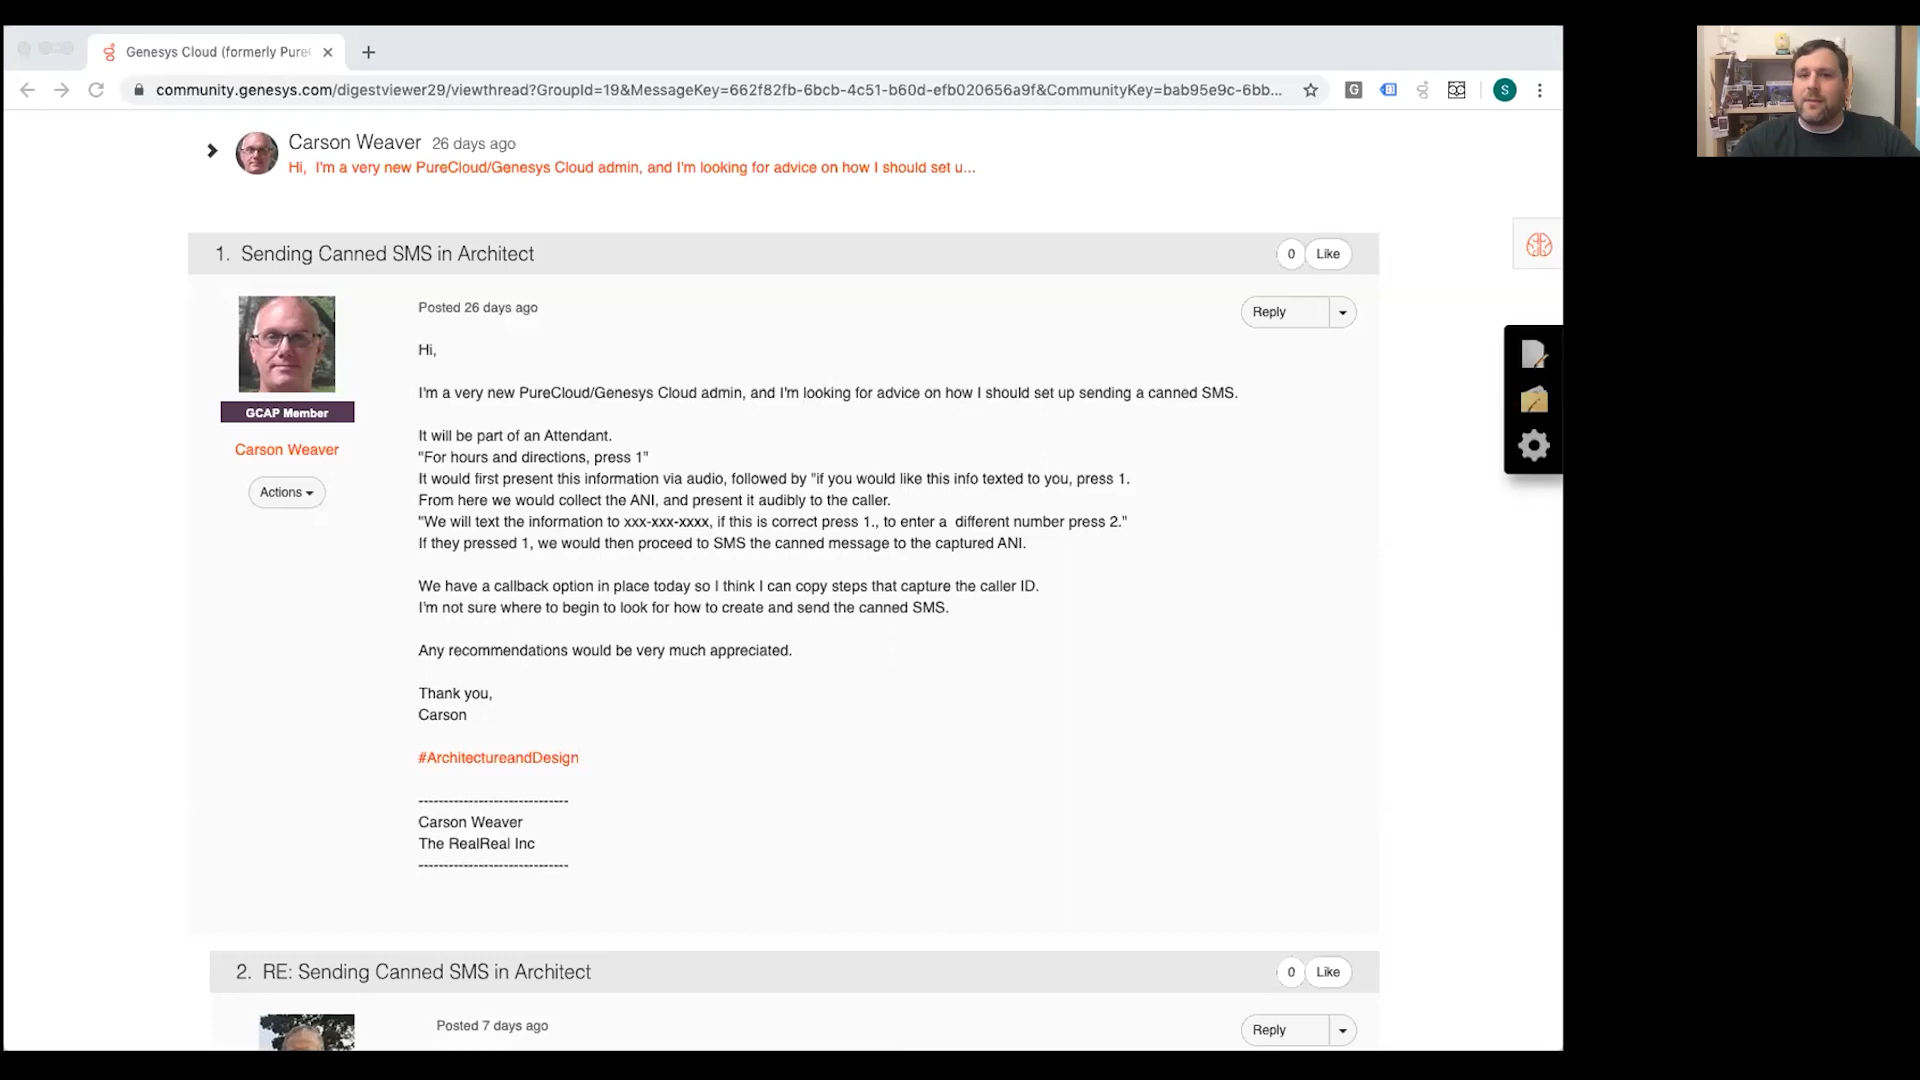 Genesys Cloud (formerly Pure
community.genesys.com/digestviewer29/viewthread?GroupId=19&MessageKey=662f82fb-6bcb-4c51-b60d-efb020656a9f&CommunityKey=bab95e9c-6bb...
G
S
Carson Weaver 26 days ago
Hi, I'm a very new PureCloud/Genesys Cloud admin, and I'm looking for advice on how I should set u...
1. Sending Canned SMS in Architect
0 Like
Posted 26 days ago
Reply
GCAP Member
Carson Weaver
Actions
Hi,
I'm a very new PureCloud/Genesys Cloud admin, and I'm looking for advice on how I should set up sending a canned SMS.
It will be part of an Attendant.
"For hours and directions, press 1"
It would first present this information via audio, followed by "if you would like this info texted to you, press 1.
From here we would collect the ANI, and present it audibly to the caller.
"We will text the information to xxx-xxx-xxxx, if this is correct press 1., to enter a  different number press 2."
If they pressed 1, we would then proceed to SMS the canned message to the captured ANI.
We have a callback option in place today so I think I can copy steps that capture the caller ID.
I'm not sure where to begin to look for how to create and send the canned SMS.
Any recommendations would be very much appreciated.
Thank you,
Carson
#ArchitectureandDesign
------------------------------
Carson Weaver
The RealReal Inc
------------------------------
2. RE: Sending Canned SMS in Architect
0 Like
Posted 7 days ago
Reply